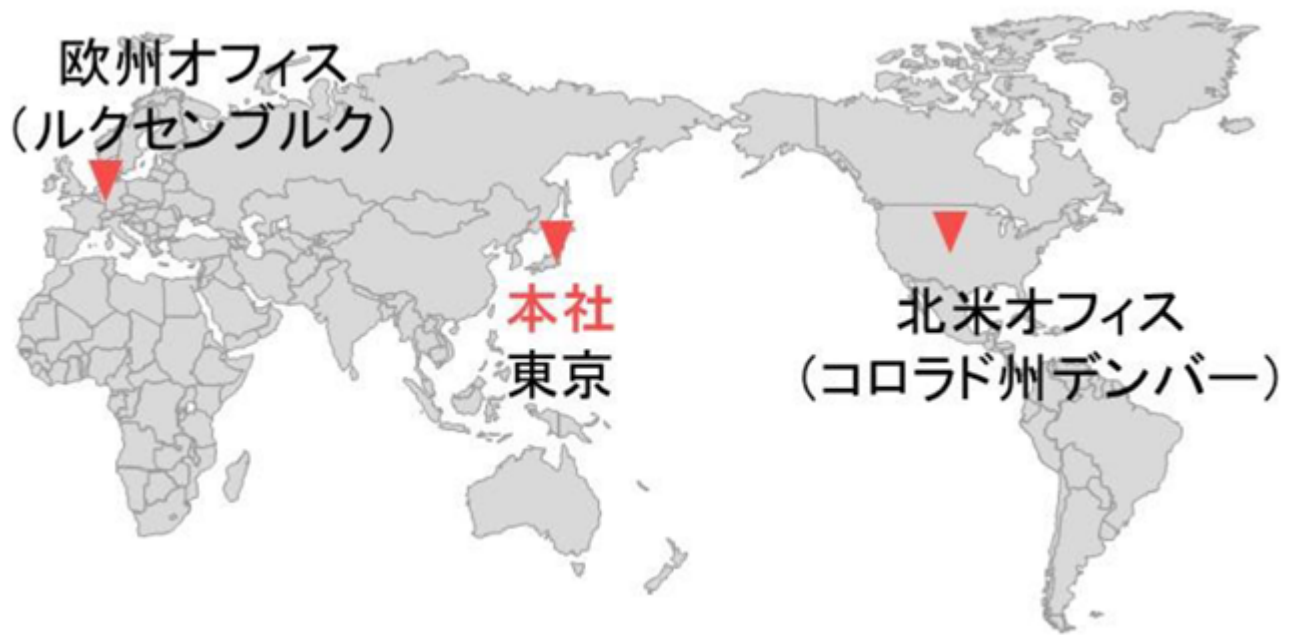 欧州オフィス
（ルクセンブルク）
本社
東京
北米オフィス
（コロラド州デンバー）